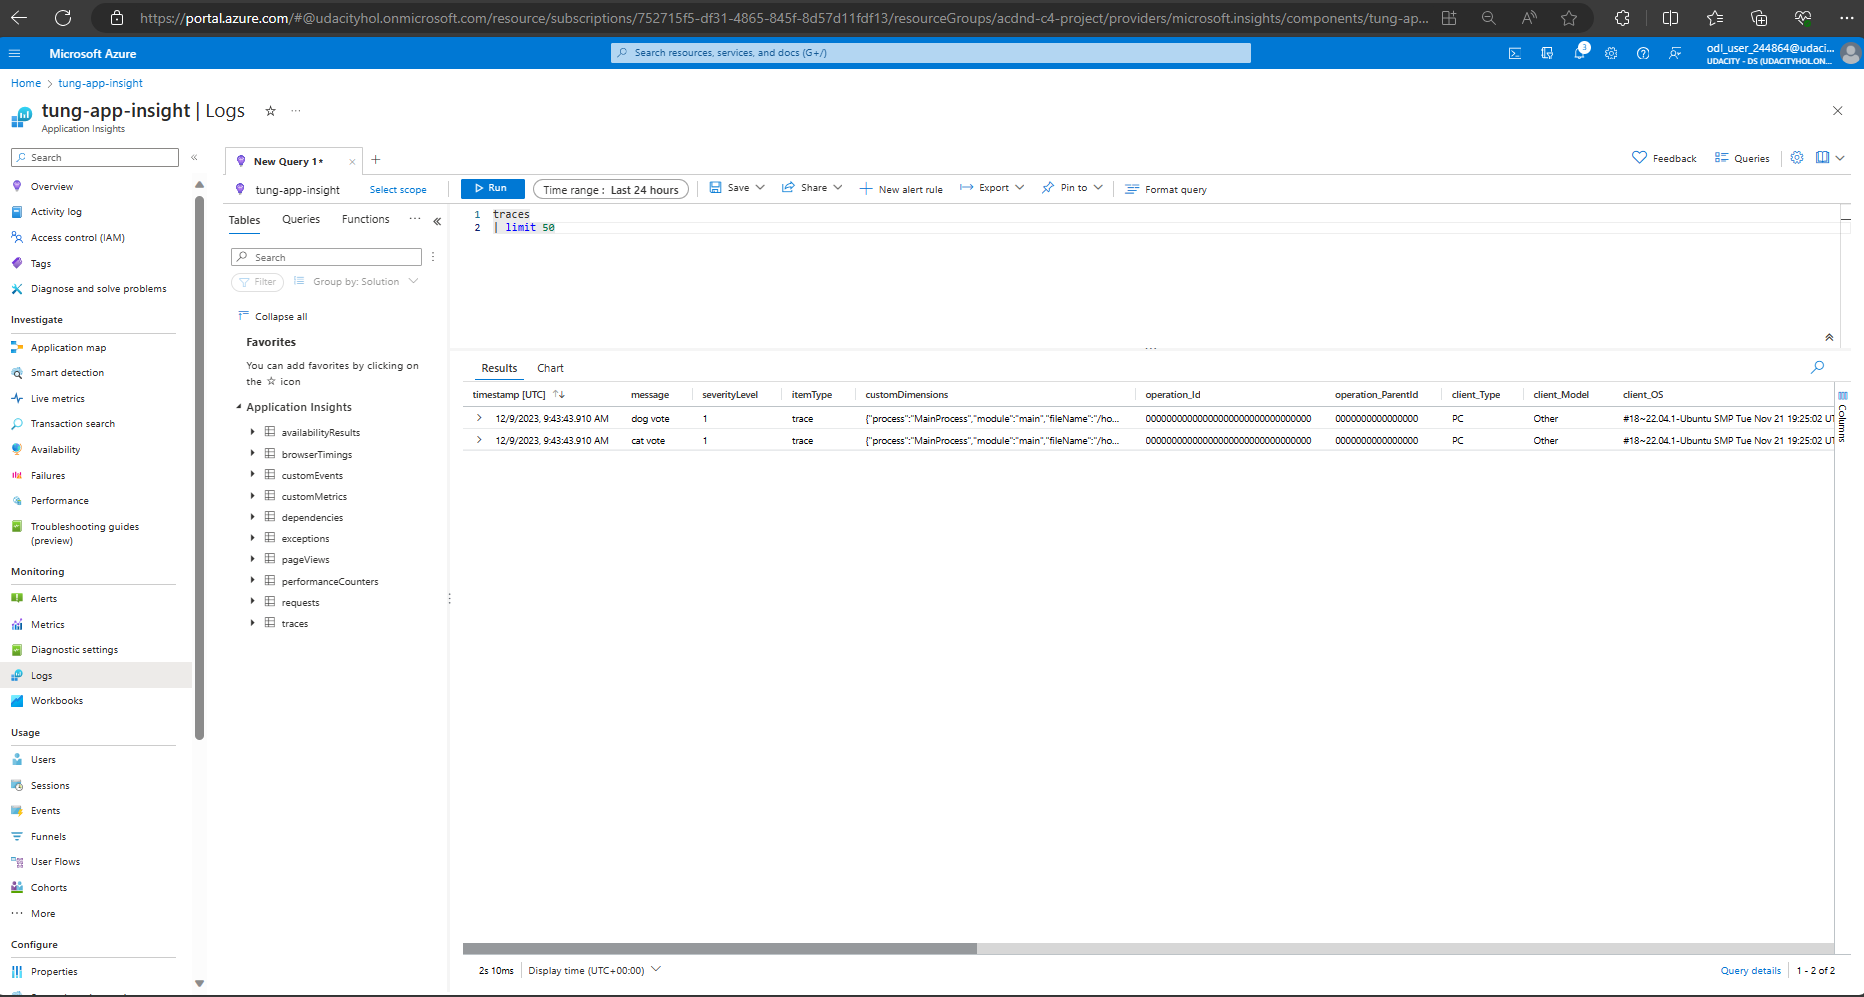 https://portal.azure.com/#@udacityhol.onmicrosoft.com/resource/subscriptions/752715f5-df31-4865-845f-8d57d11fdf13/resourceGroups/acdnd-c4-project/providers/microsoft.insights/components/tung-ap...
Microsoft Azure
Search resources, services, and docs (G+/)
3
odl_user_244864@udaci...
UDACITY - DS (UDACITYHOL.ON...
Home > tung-app-insight
tung-app-insight | Logs
Application Insights
Search
Overview
Activity log
Access control (IAM)
Tags
Diagnose and solve problems
Investigate
Application map
Smart detection
Live metrics
Transaction search
Availability
Failures
Performance
Troubleshooting guides
(preview)
Monitoring
Alerts
Metrics
Diagnostic settings
Logs
Workbooks
Usage
Users
Sessions
Events
Funnels
User Flows
Cohorts
More
Configure
Properties
New Query 1*
Feedback
Queries
tung-app-insight
Select scope
Run
Time range : Last 24 hours
Save
Share
New alert rule
Export
Pin to
Format query
Tables
Queries
Functions
Search
Filter
Group by: Solution
Collapse all
Favorites
You can add favorites by clicking on
the ☆ icon
Application Insights
availabilityResults
browserTimings
customEvents
customMetrics
dependencies
exceptions
pageViews
performanceCounters
requests
traces
1 traces
2 | limit 50
Results
Chart
timestamp [UTC] message severityLevel itemType customDimensions operation_Id operation_ParentId client_Type client_Model client_OS
12/9/2023, 9:43:43.910 AM dog vote 1 trace {"process":"MainProcess","module":"main","fileName":"/ho... 00000000000000000000000000000000 0000000000000000 PC Other #18~22.04.1-Ubuntu SMP Tue Nov 21 19:25:02 UT
12/9/2023, 9:43:43.910 AM cat vote 1 trace {"process":"MainProcess","module":"main","fileName":"/ho... 00000000000000000000000000000000 0000000000000000 PC Other #18~22.04.1-Ubuntu SMP Tue Nov 21 19:25:02 UT
Columns
2s 10ms
Display time (UTC+00:00)
Query details
1 - 2 of 2